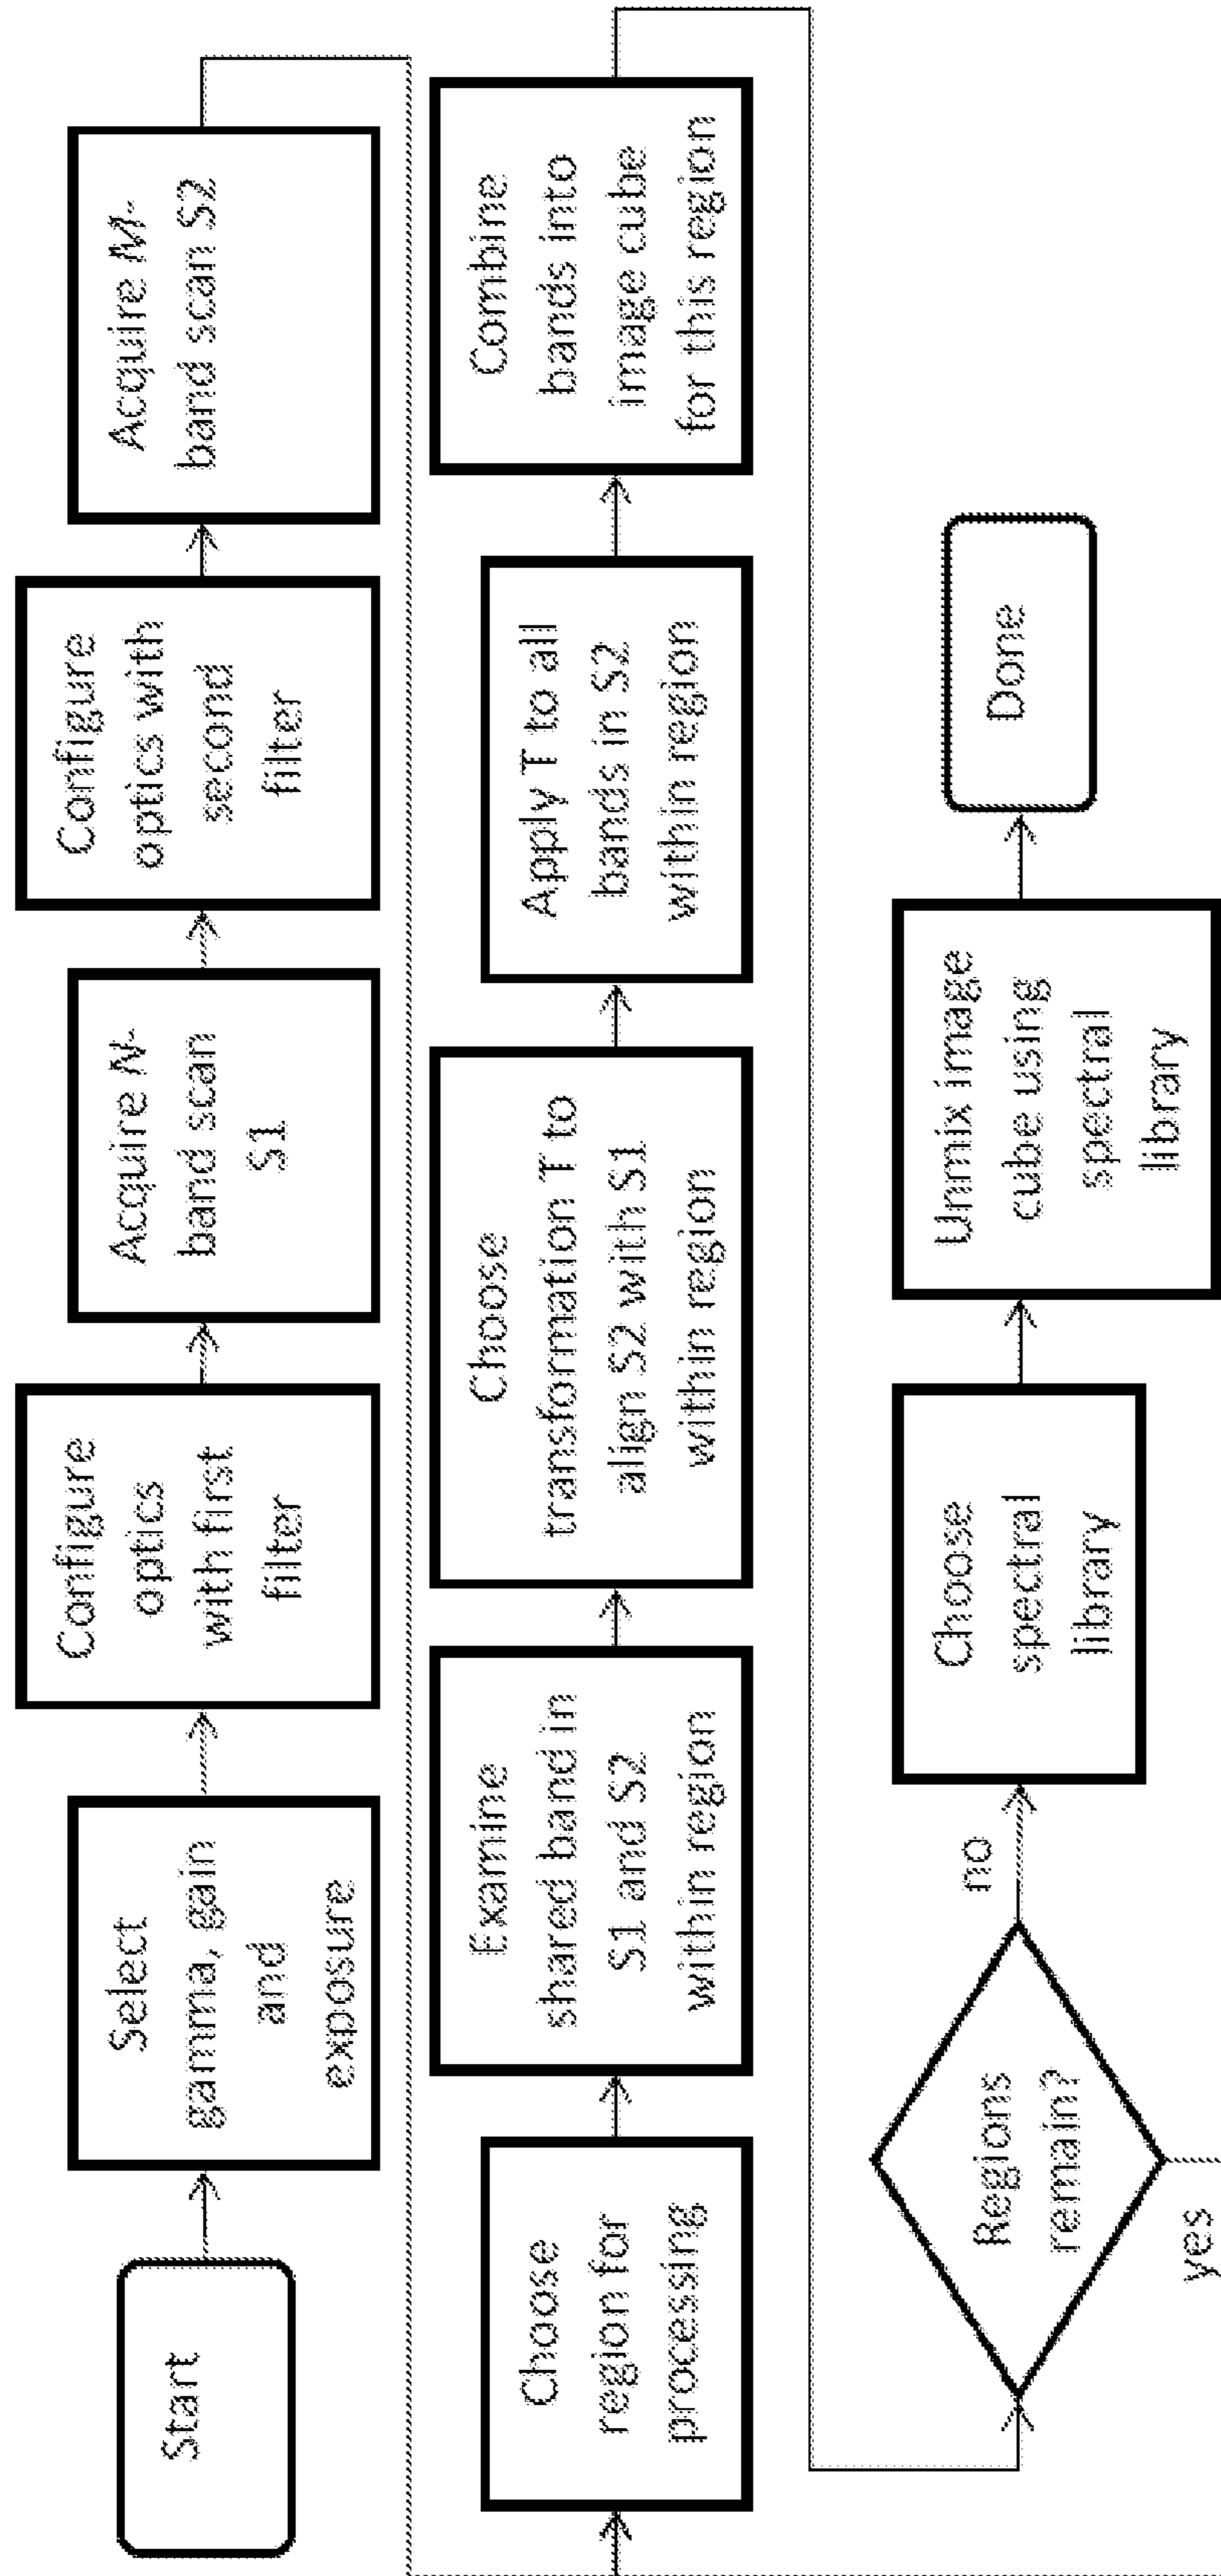 Start
Select
gamma, gain
and
exposure
Configure
optics
with first
filter
Acquire N-
band scan
S1
Configure
optics with
second
filter
Acquire M-
band scan S2
Choose
region for
processing
Examine
shared band in
S1 and S2
within region
Choose
transformation T to
align S2 with S1
within region
Apply T to all
bands in S2
within region
Combine
bands into
image cube
for this region
Regions
remain?
yes
no
Choose
spectral
library
Unmix image
cube using
spectral
library
Done